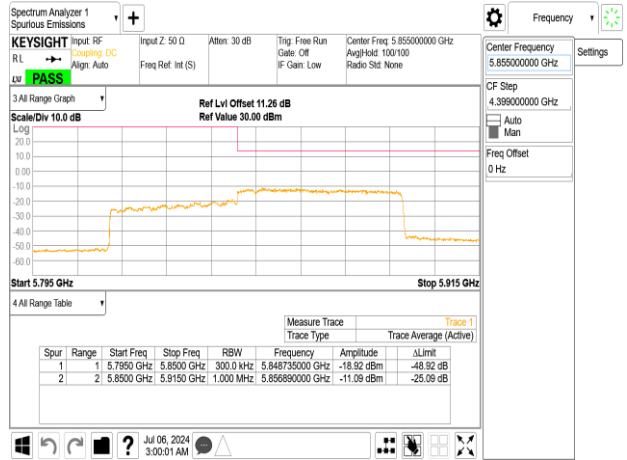 Spectrum Analyzer 1
Spurious Emissions
+
Frequency
KEYSIGHT
RL
LXI
PASS
Input: RF
Coupling: DC
Align: Auto
Input Z: 50 Ω
Freq Ref: Int (S)
Atten: 30 dB
Trig: Free Run
Gate: Off
IF Gain: Low
Center Freq: 5.855000000 GHz
Avg|Hold: 100/100
Radio Std: None
Center Frequency
5.855000000 GHz
Settings
CF Step
4.399000000 GHz
Auto
Man
Freq Offset
0 Hz
3 All Range Graph
Scale/Div 10.0 dB
Ref Lvl Offset 11.26 dB
Ref Value 30.00 dBm
Log
20.0
10.0
0.00
-10.0
-20.0
-30.0
-40.0
-50.0
-60.0
Start 5.795 GHz
Stop 5.915 GHz
4 All Range Table
Measure Trace Trace 1
Trace Type Trace Average (Active)
Spur Range Start Freq Stop Freq RBW Frequency Amplitude ΔLimit
1 1 5.7950 GHz 5.8500 GHz 300.0 kHz 5.848735000 GHz -18.92 dBm -48.92 dB
2 2 5.8500 GHz 5.9150 GHz 1.000 MHz 5.856890000 GHz -11.09 dBm -25.09 dB
?
Jul 06, 2024
3:00:01 AM